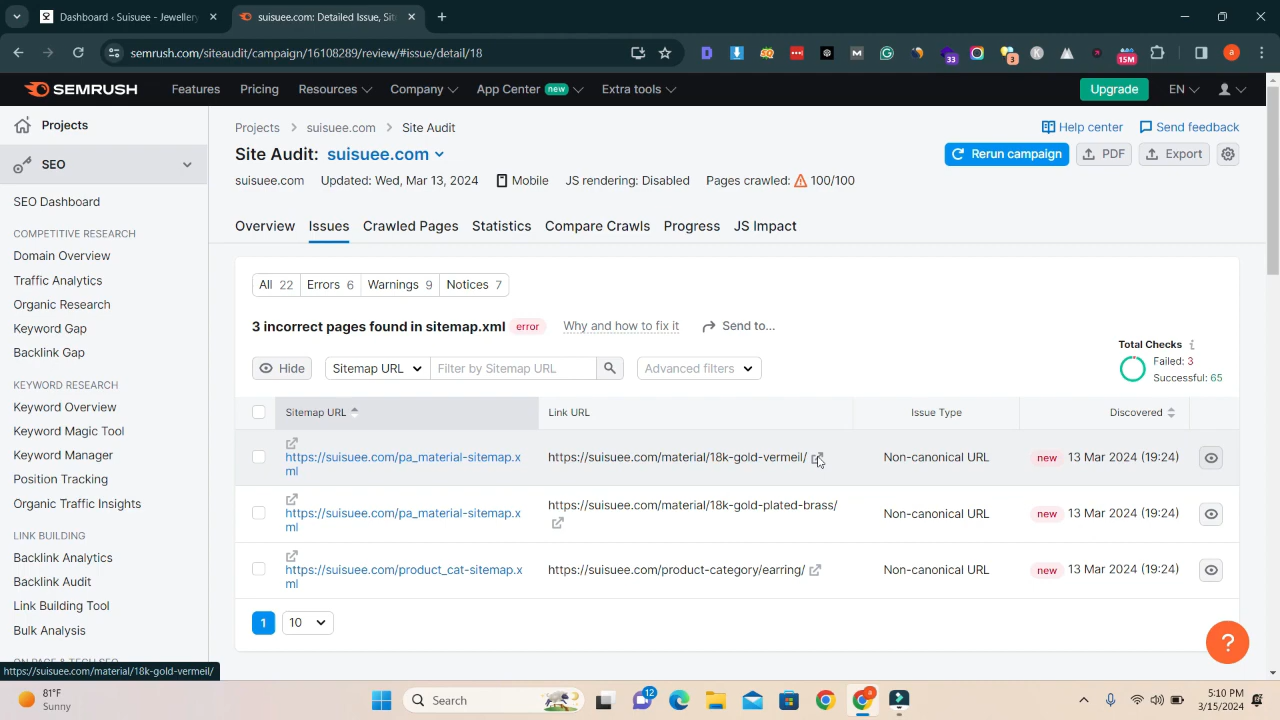 Dashboard ‹ Suisuee - Jewellery
suisuee.com: Detailed Issue, Sit
semrush.com/siteaudit/campaign/16108289/review/#issue/detail/18
33
3
15M
a
SEMRUSH
Features
Pricing
Resources
Company
App Center new
Extra tools
Upgrade
EN
Projects
SEO
SEO Dashboard
COMPETITIVE RESEARCH
Domain Overview
Traffic Analytics
Organic Research
Keyword Gap
Backlink Gap
KEYWORD RESEARCH
Keyword Overview
Keyword Magic Tool
Keyword Manager
Position Tracking
Organic Traffic Insights
LINK BUILDING
Backlink Analytics
Backlink Audit
Link Building Tool
Bulk Analysis
ON PAGE & TECH SEO
Projects > suisuee.com > Site Audit
Help center
Send feedback
Site Audit: suisuee.com
Rerun campaign
PDF
Export
suisuee.com Updated: Wed, Mar 13, 2024 Mobile JS rendering: Disabled Pages crawled: 100/100
Overview
Issues
Crawled Pages
Statistics
Compare Crawls
Progress
JS Impact
All 22
Errors 6
Warnings 9
Notices 7
3 incorrect pages found in sitemap.xml error Why and how to fix it Send to...
Total Checks i
Failed: 3
Successful: 65
Hide
Sitemap URL
Filter by Sitemap URL
Advanced filters
Sitemap URL
Link URL
Issue Type
Discovered
https://suisuee.com/pa_material-sitemap.x
ml
https://suisuee.com/material/18k-gold-vermeil/
Non-canonical URL
new 13 Mar 2024 (19:24)
https://suisuee.com/pa_material-sitemap.x
ml
https://suisuee.com/material/18k-gold-plated-brass/
Non-canonical URL
new 13 Mar 2024 (19:24)
https://suisuee.com/product_cat-sitemap.x
ml
https://suisuee.com/product-category/earring/
Non-canonical URL
new 13 Mar 2024 (19:24)
1
10
?
https://suisuee.com/material/18k-gold-vermeil/
81°F
Sunny
Search
12
5:10 PM
3/15/2024